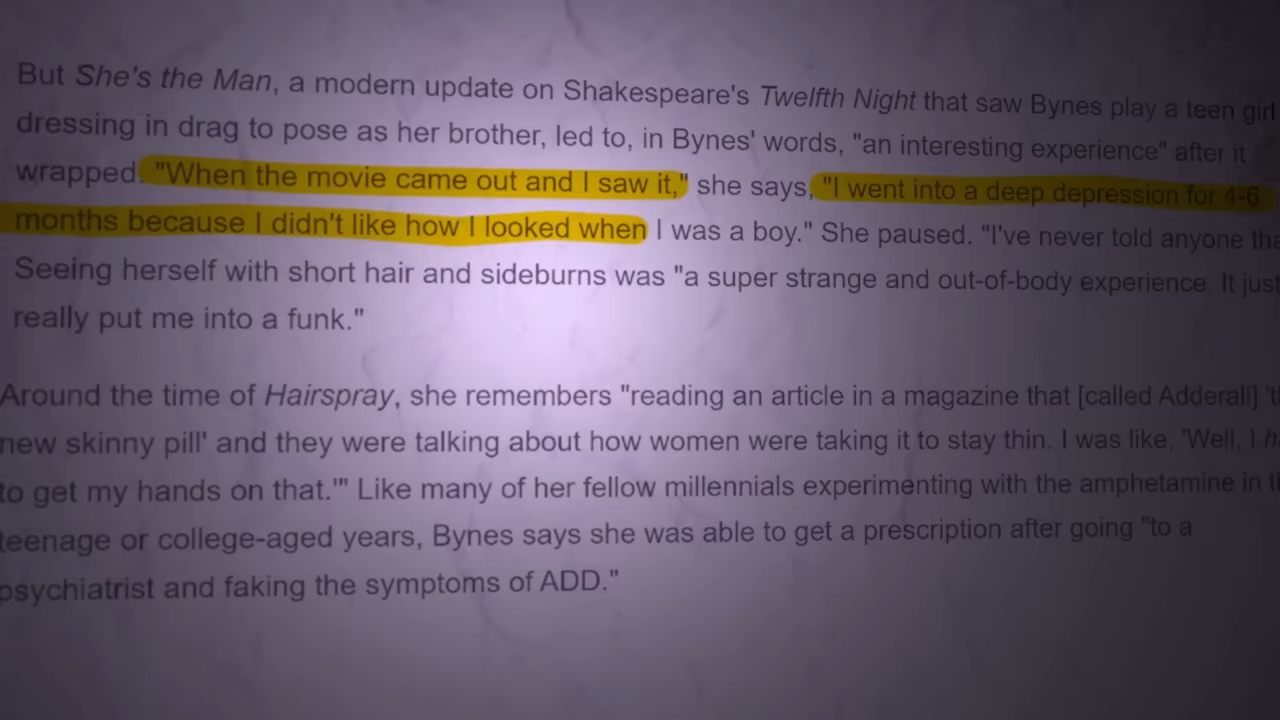 But She's the Man, a modern update on Shakespeare's Twelfth Night that saw Bynes play a teen girl
dressing in drag to pose as her brother, led to, in Bynes' words, "an interesting experience" after it
wrapped. "When the movie came out and I saw it," she says, "I went into a deep depression for 4-6
months because I didn't like how I looked when I was a boy." She paused. "I've never told anyone
Seeing herself with short hair and sideburns was "a super strange and out-of-body experience. It just
really put me into a funk."
Around the time of Hairspray, she remembers "reading an article in a magazine that [called Adderall]
new skinny pill' and they were talking about how women were taking it to stay thin. I was like, 'Well, I
to get my hands on that.'" Like many of her fellow millennials experimenting with the amphetamine in
teenage or college-aged years, Bynes says she was able to get a prescription after going "to a
psychiatrist and faking the symptoms of ADD."